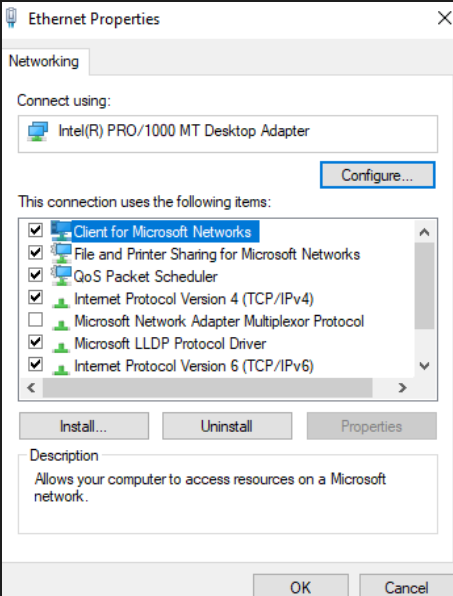 Ethernet Properties
Networking
Connect using:
Intel(R) PRO/1000 MT Desktop Adapter
Configure...
This connection uses the following items:
Client for Microsoft Networks
File and Printer Sharing for Microsoft Networks
QoS Packet Scheduler
Internet Protocol Version 4 (TCP/IPv4)
Microsoft Network Adapter Multiplexor Protocol
Microsoft LLDP Protocol Driver
Internet Protocol Version 6 (TCP/IPv6)
Install... Uninstall Properties
Description
Allows your computer to access resources on a Microsoft
network.
OK Cancel